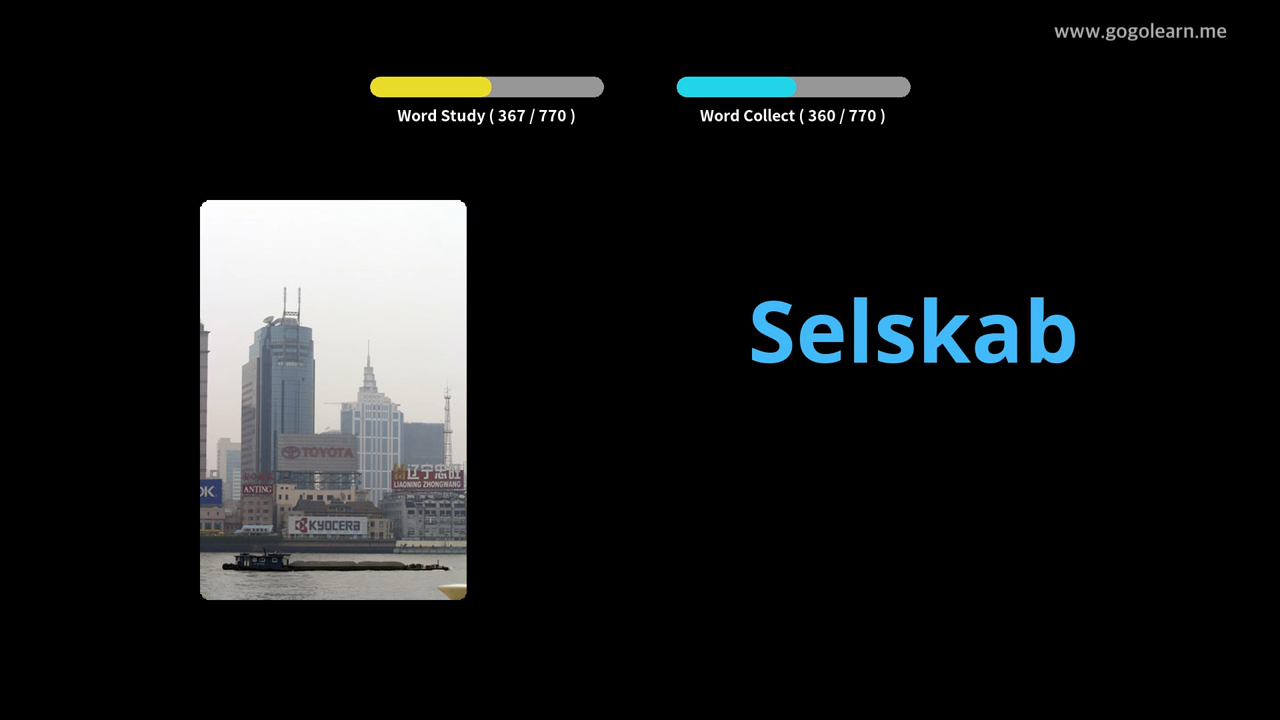 www.gogolearn.me
Word Study ( 367 / 770 )
Word Collect ( 360 / 770 )
Selskab
TOYOTA
辽宁忠旺
LIAONING ZHONGWANG
ANTING
OK
KYOCERA